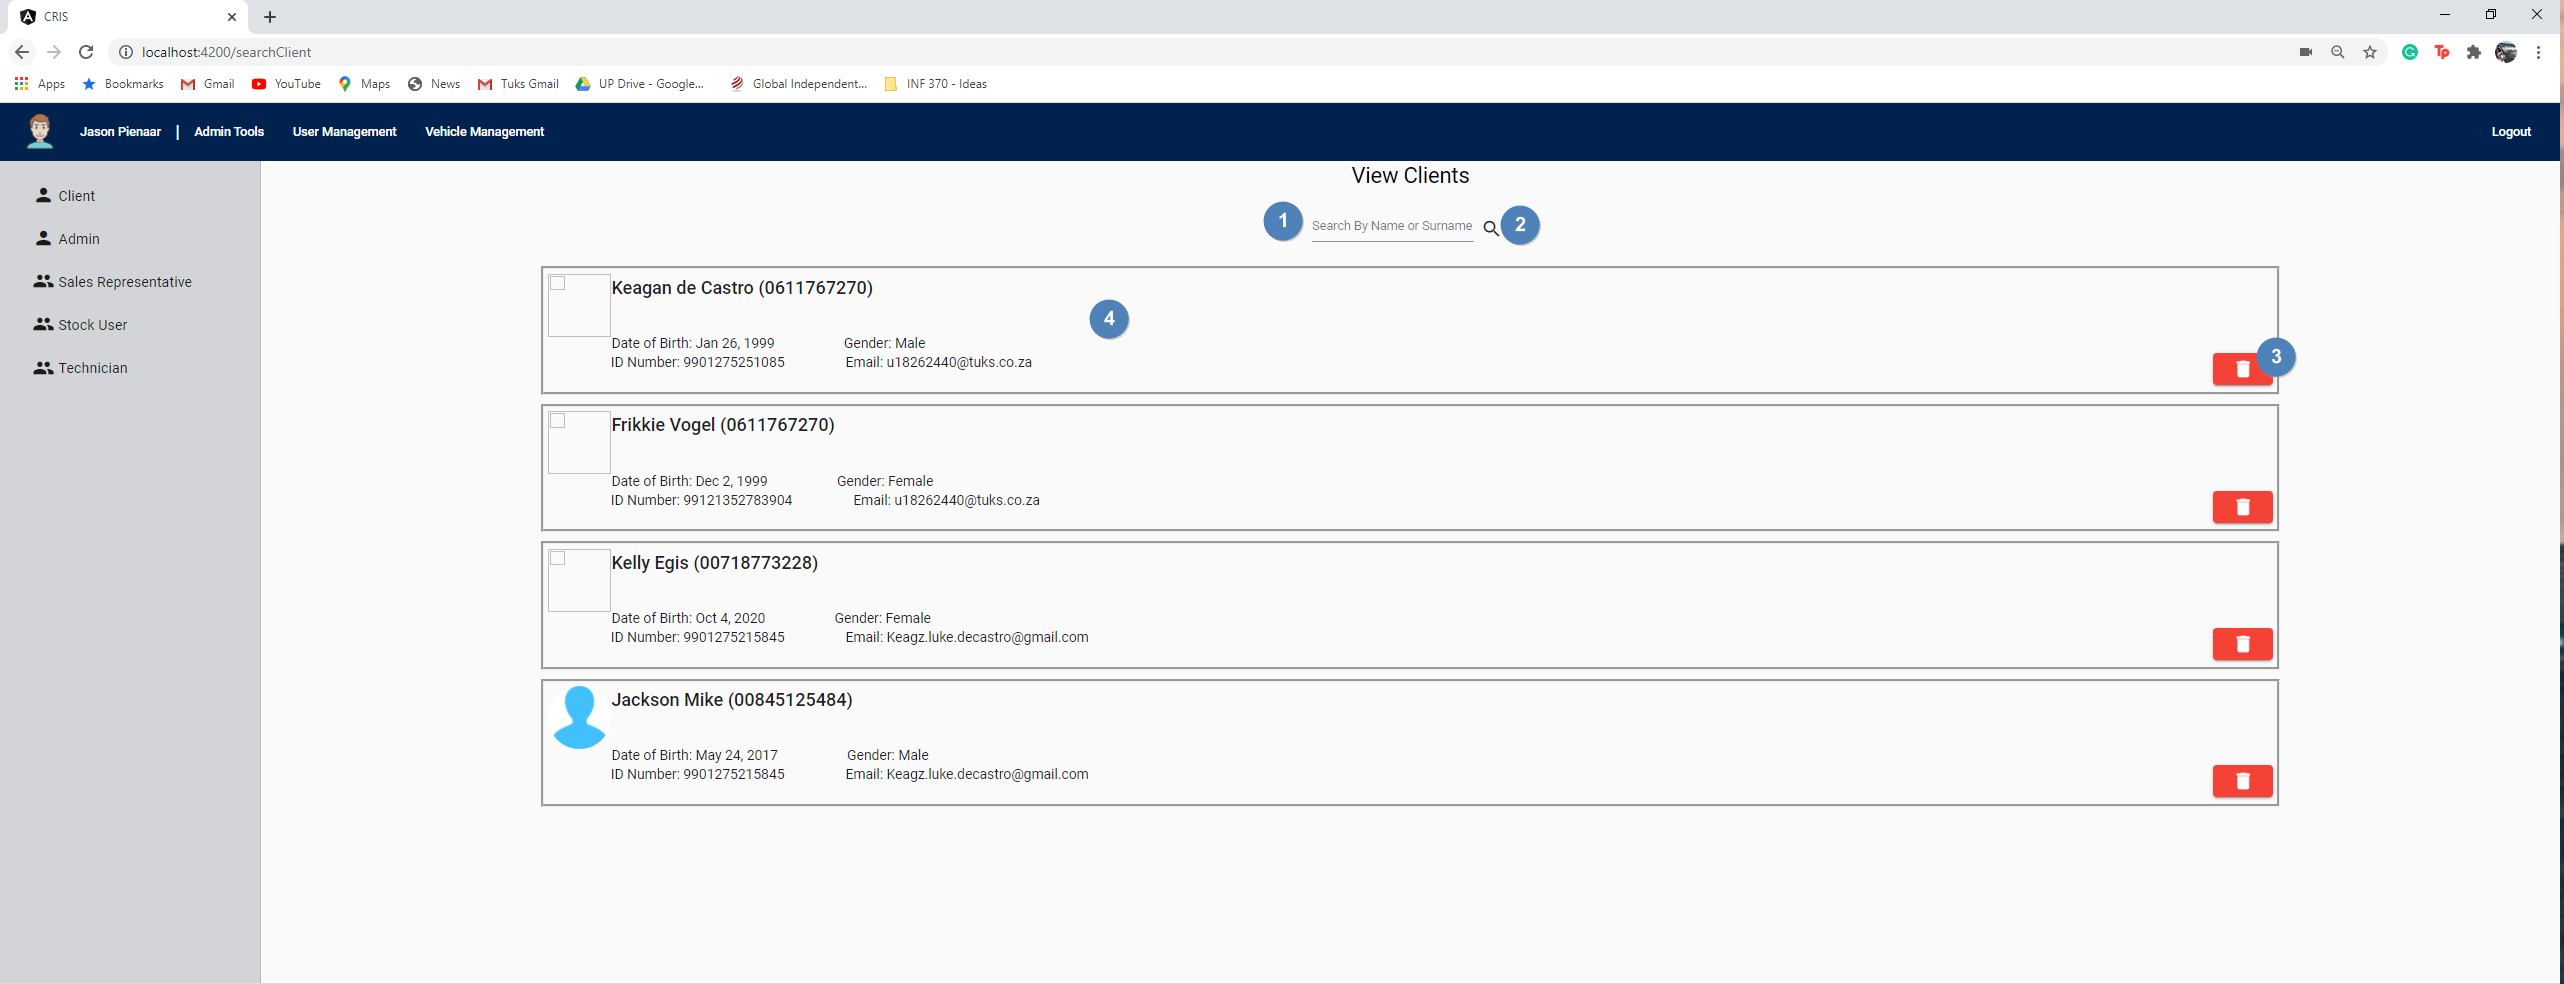 CRIS
localhost:4200/searchClient
Apps Bookmarks Gmail YouTube Maps News Tuks Gmail UP Drive - Google... Global Independent... INF 370 - Ideas
Jason Pienaar | Admin Tools User Management Vehicle Management Logout
Client
Admin
Sales Representative
Stock User
Technician
View Clients
1 Search By Name or Surname 2
Keagan de Castro (0611767270)
4
Date of Birth: Jan 26, 1999 Gender: Male
ID Number: 9901275251085 Email: u18262440@tuks.co.za
3
Frikkie Vogel (0611767270)
Date of Birth: Dec 2, 1999 Gender: Female
ID Number: 99121352783904 Email: u18262440@tuks.co.za
Kelly Egis (00718773228)
Date of Birth: Oct 4, 2020 Gender: Female
ID Number: 9901275215845 Email: Keagz.luke.decastro@gmail.com
Jackson Mike (00845125484)
Date of Birth: May 24, 2017 Gender: Male
ID Number: 9901275215845 Email: Keagz.luke.decastro@gmail.com